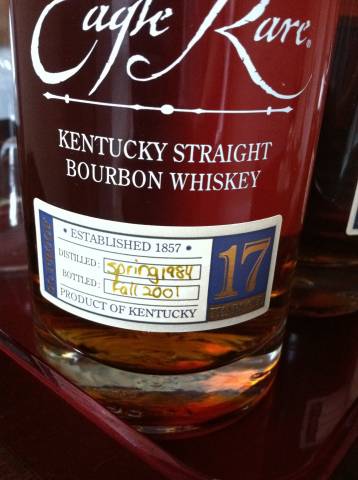 Eagle Rare®
KENTUCKY STRAIGHT
BOURBON WHISKEY
• ESTABLISHED 1857 •
DISTILLED: spring 1984
BOTTLED: Fall 2001
PRODUCT OF KENTUCKY
17